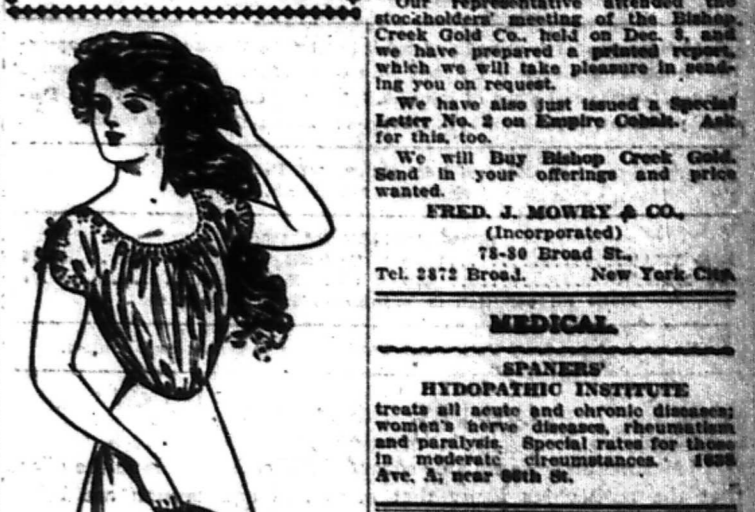 Our representative attended the
stockholders' meeting of the Bishop
Creek Gold Co., held on Dec. 8, and
we have prepared a printed report,
which we will take pleasure in send-
ing you on request.
We have also just issued a Special
Letter No. 2 on Empire Cobalt. Ask
for this, too.
We will Buy Bishop Creek Gold.
Send in your offerings and price
wanted.
FRED. J. MOWRY & CO.,
(Incorporated)
78-80 Broad St.,
Tel. 2872 Broad. New York City.
MEDICAL.
SPANERS'
HYDOPATHIC INSTITUTE
treats all acute and chronic diseases;
women's nerve diseases, rheumatism
and paralysis. Special rates for those
in moderate circumstances.
Ave. A, near St.